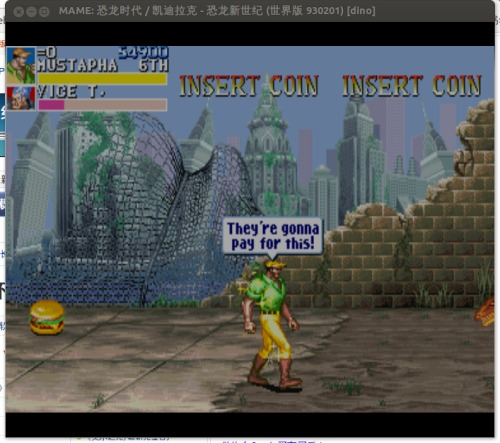 MAME: 恐龙时代 / 凯迪拉克 - 恐龙新世纪 (世界版 930201) [dino]
=0 54900
MUSTAPHA 6TH
VICE T.
INSERT COIN INSERT COIN
They're gonna
pay for this!